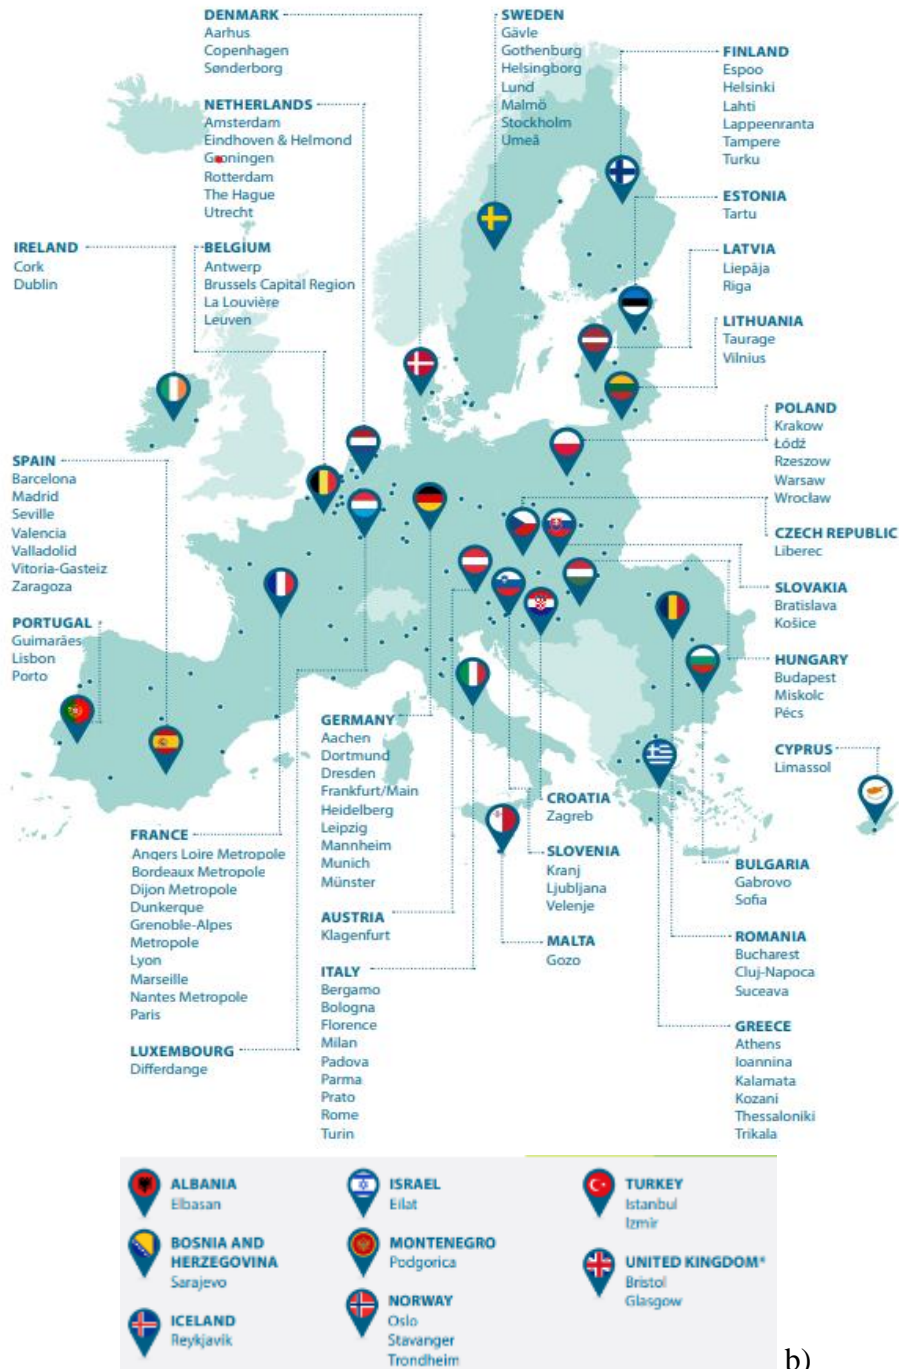 DENMARK
Aarhus
Copenhagen
Sønderborg
SWEDEN
Gävle
Gothenburg
Helsingborg
Lund
Malmö
Stockholm
Umeå
FINLAND
Espoo
Helsinki
Lahti
Lappeenranta
Tampere
Turku
NETHERLANDS
Amsterdam
Eindhoven & Helmond
Groningen
Rotterdam
The Hague
Utrecht
ESTONIA
Tartu
IRELAND
Cork
Dublin
BELGIUM
Antwerp
Brussels Capital Region
La Louvière
Leuven
LATVIA
Liepāja
Riga
LITHUANIA
Taurage
Vilnius
POLAND
Krakow
Łódź
Rzeszow
Warsaw
Wrocław
SPAIN
Barcelona
Madrid
Seville
Valencia
Valladolid
Vitoria-Gasteiz
Zaragoza
CZECH REPUBLIC
Liberec
SLOVAKIA
Bratislava
Košice
PORTUGAL
Guimarães
Lisbon
Porto
HUNGARY
Budapest
Miskolc
Pécs
GERMANY
Aachen
Dortmund
Dresden
Frankfurt/Main
Heidelberg
Leipzig
Mannheim
Munich
Münster
CYPRUS
Limassol
CROATIA
Zagreb
FRANCE
Angers Loire Metropole
Bordeaux Metropole
Dijon Metropole
Dunkerque
Grenoble-Alpes
Metropole
Lyon
Marseille
Nantes Metropole
Paris
SLOVENIA
Kranj
Ljubljana
Velenje
BULGARIA
Gabrovo
Sofia
AUSTRIA
Klagenfurt
MALTA
Gozo
ROMANIA
Bucharest
Cluj-Napoca
Suceava
ITALY
Bergamo
Bologna
Florence
Milan
Padova
Parma
Prato
Rome
Turin
LUXEMBOURG
Differdange
GREECE
Athens
Ioannina
Kalamata
Kozani
Thessaloniki
Trikala
ALBANIA
Elbasan
BOSNIA AND
HERZEGOVINA
Sarajevo
ICELAND
Reykjavik
ISRAEL
Eilat
MONTENEGRO
Podgorica
NORWAY
Oslo
Stavanger
Trondheim
TURKEY
Istanbul
Izmir
UNITED KINGDOM*
Bristol
Glasgow
b)